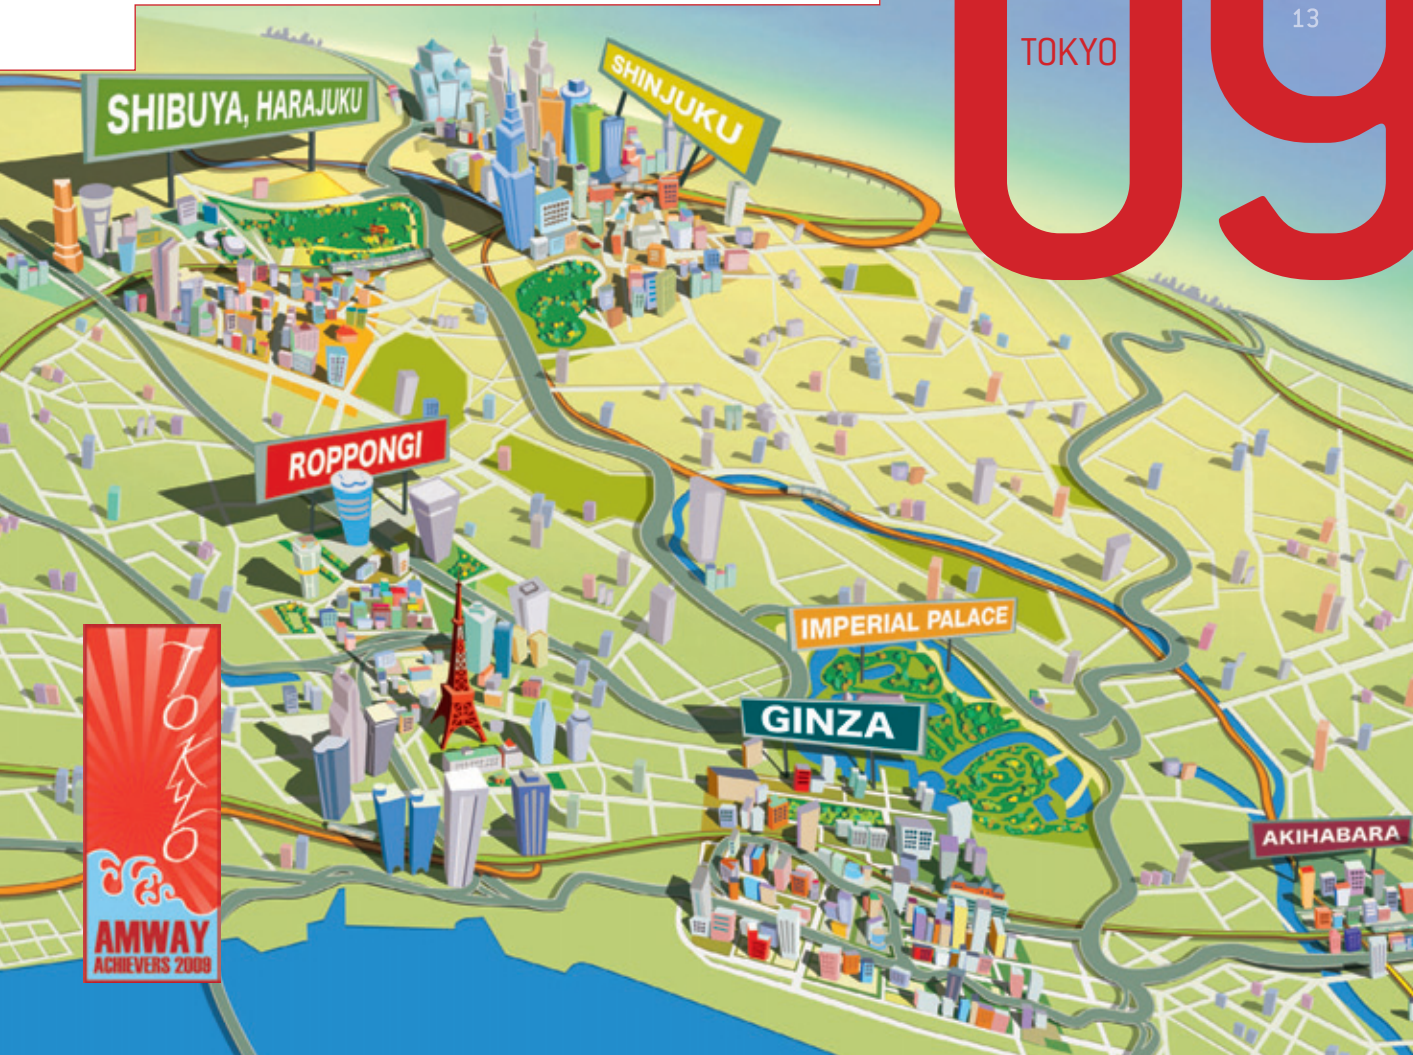 09
13
TOKYO
SHIBUYA, HARAJUKU
SHINJUKU
ROPPONGI
IMPERIAL PALACE
GINZA
AKIHABARA
TOKYO
AMWAY
ACHIEVERS 2009